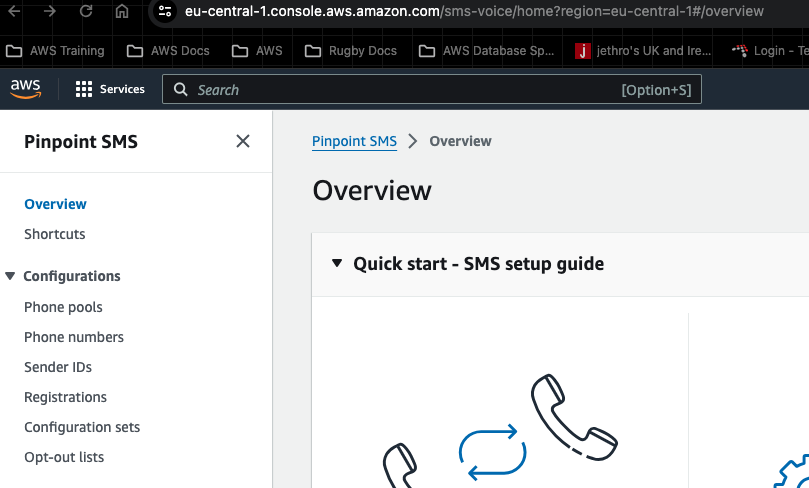 eu-central-1.console.aws.amazon.com/sms-voice/home?region=eu-central-1#/overview
AWS Training AWS Docs AWS Rugby Docs AWS Database Sp... jethro's UK and Ire... Login - Te
aws Services Search [Option+S]
Pinpoint SMS
Overview
Shortcuts
Configurations
Phone pools
Phone numbers
Sender IDs
Registrations
Configuration sets
Opt-out lists
Pinpoint SMS > Overview
Overview
Quick start - SMS setup guide